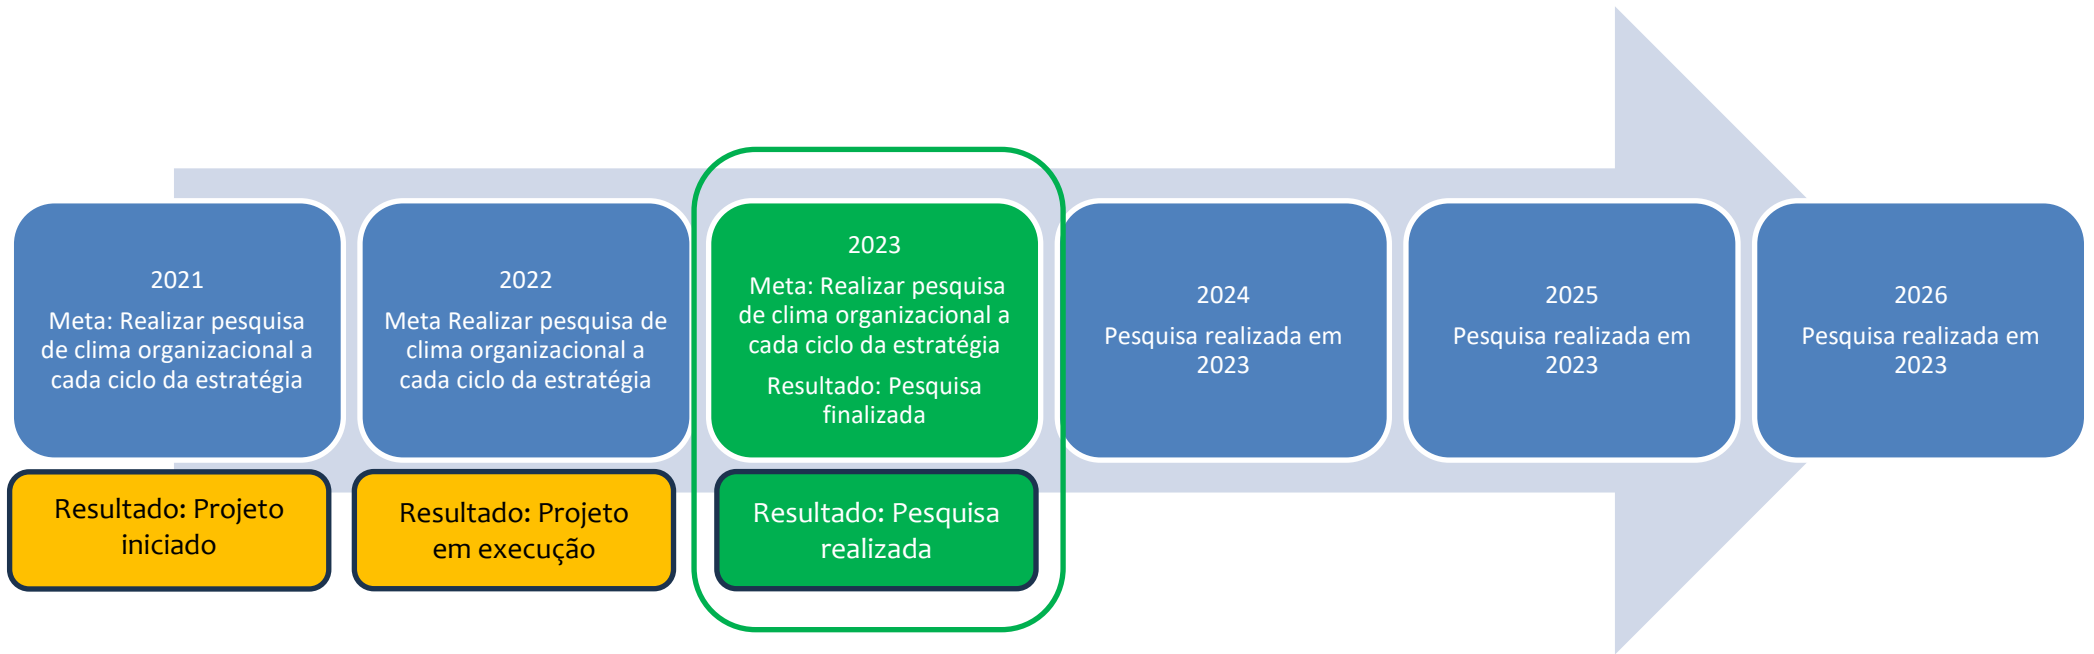 2021
Meta: Realizar pesquisa
de clima organizacional a
cada ciclo da estratégia
Resultado: Projeto
iniciado
2022
Meta Realizar pesquisa de
clima organizacional a
cada ciclo da estratégia
Resultado: Projeto
em execução
2023
Meta: Realizar pesquisa
de clima organizacional a
cada ciclo da estratégia
Resultado: Pesquisa
finalizada
Resultado: Pesquisa
realizada
2024
Pesquisa realizada em
2023
2025
Pesquisa realizada em
2023
2026
Pesquisa realizada em
2023